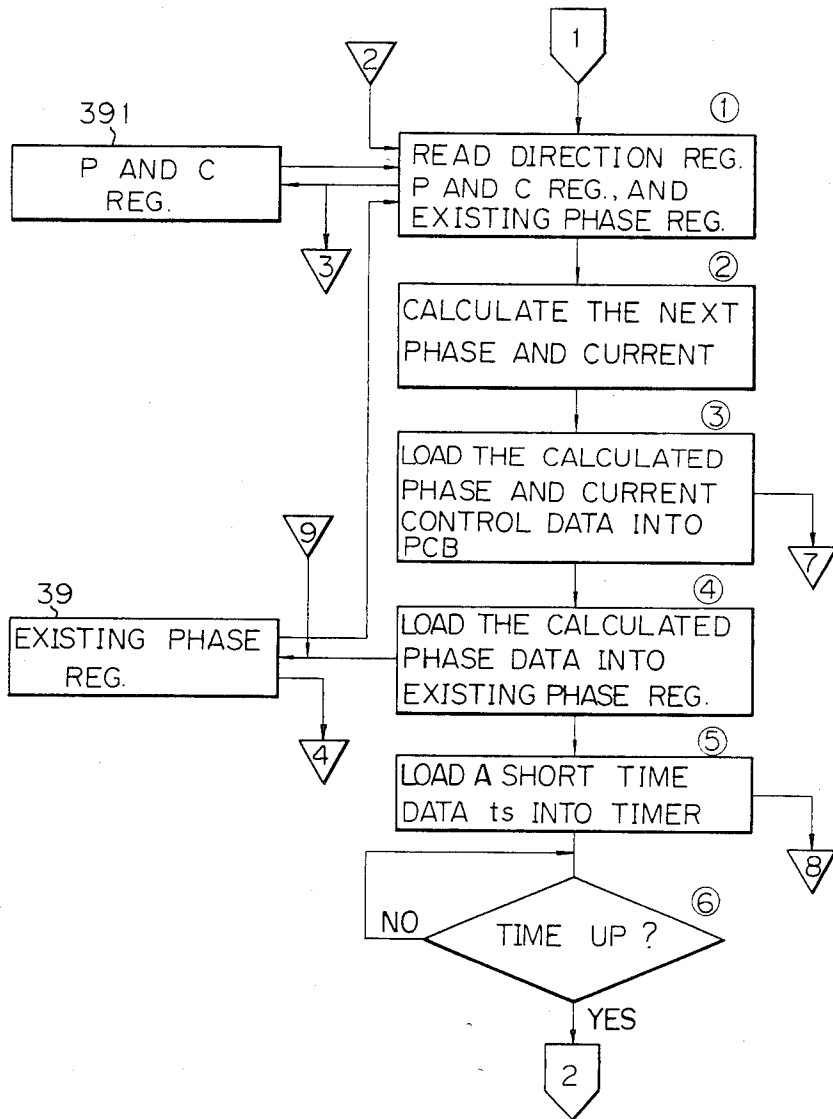 1
2
①
391
P AND C
REG.
READ DIRECTION REG.
P AND C REG., AND
EXISTING PHASE REG.
3
②
CALCULATE THE NEXT
PHASE AND CURRENT
③
LOAD THE CALCULATED
PHASE AND CURRENT
CONTROL DATA INTO
PCB
7
9
④
39
EXISTING PHASE
REG.
LOAD THE CALCULATED
PHASE DATA INTO
EXISTING PHASE REG.
4
⑤
LOAD A SHORT TIME
DATA ts INTO TIMER
8
⑥
NO
TIME UP ?
YES
2